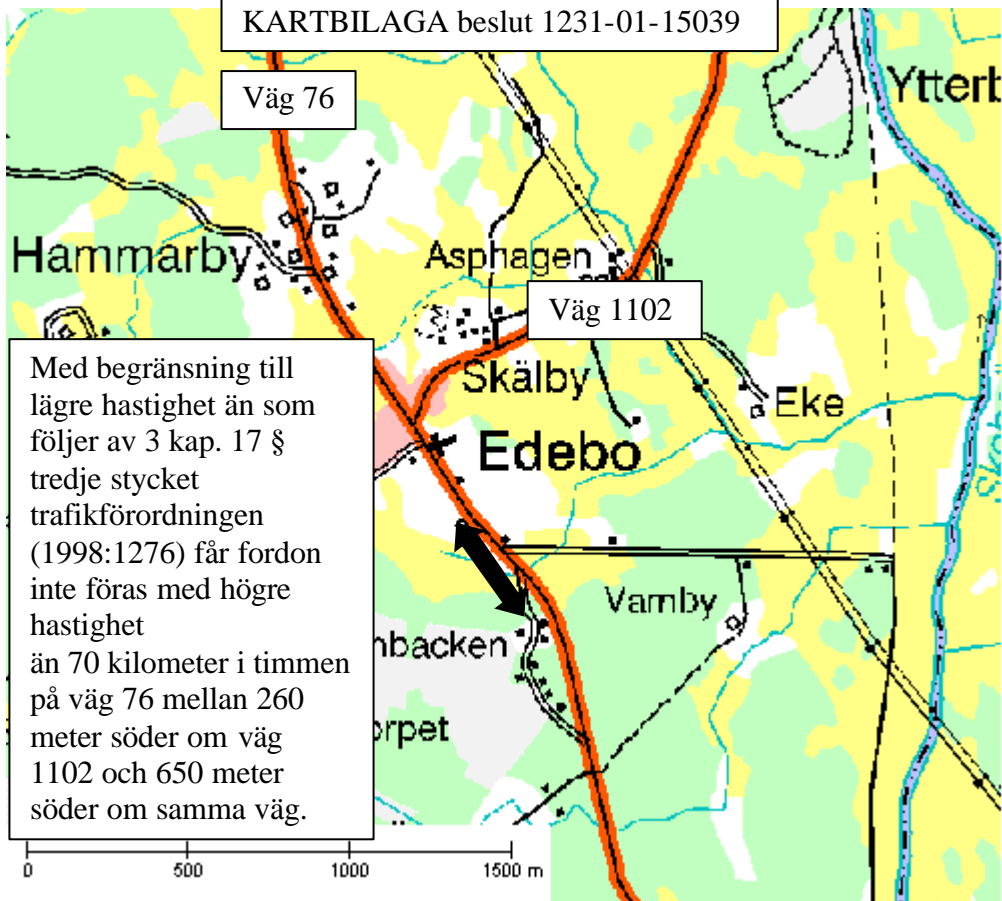 KARTBILAGA beslut 1231-01-15039
Väg 76
Ytterb
Hammarby
Asphagen
Väg 1102
Skälby
Eke
Edebo
Med begränsning till
lägre hastighet än som
följer av 3 kap. 17 §
tredje stycket
trafikförordningen
(1998:1276) får fordon
inte föras med högre
hastighet
än 70 kilometer i timmen
på väg 76 mellan 260
meter söder om väg
1102 och 650 meter
söder om samma väg.
Varnby
nbacken
orpet
0 500 1000 1500 m